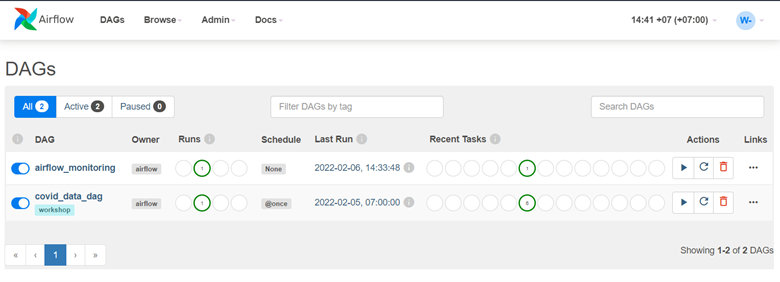 Airflow DAGs Browse Admin Docs 14:41 +07 (+07:00) W-
DAGs
All 2 Active 2 Paused 0 Filter DAGs by tag Search DAGs
i DAG Owner Runs i Schedule Last Run i Recent Tasks i Actions Links
airflow_monitoring airflow 1 None 2022-02-06, 14:33:48 i 1 ...
covid_data_dag airflow 1 @once 2022-02-05, 07:00:00 i
workshop
« ‹ 1 › » Showing 1-2 of 2 DAGs